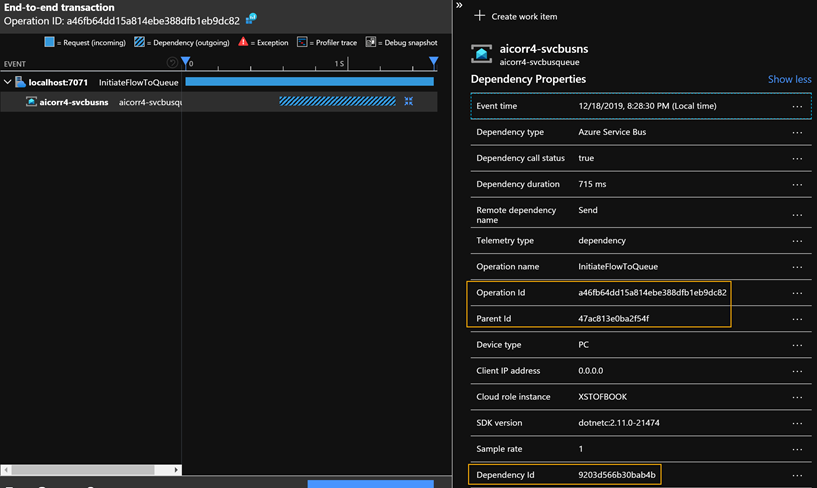 End-to-end transaction
Operation ID: a46fb64dd15a814ebe388dfb1eb9dc82
= Request (incoming) = Dependency (outgoing) = Exception = Profiler trace = Debug snapshot
EVENT 0 1 S
localhost:7071 InitiateFlowToQueue
aicorr4-svcbusns aicorr4-svcbusqu
»
+ Create work item
aicorr4-svcbusns
aicorr4-svcbusqueue
Dependency Properties Show less
Event time 12/18/2019, 8:28:30 PM (Local time) ...
Dependency type Azure Service Bus ...
Dependency call status true ...
Dependency duration 715 ms ...
Remote dependency
name Send ...
Telemetry type dependency ...
Operation name InitiateFlowToQueue ...
Operation Id a46fb64dd15a814ebe388dfb1eb9dc82 ...
Parent Id 47ac813e0ba2f54f ...
Device type PC ...
Client IP address 0.0.0.0 ...
Cloud role instance XSTOFBOOK ...
SDK version dotnetc:2.11.0-21474 ...
Sample rate 1 ...
Dependency Id 9203d566b30bab4b ...